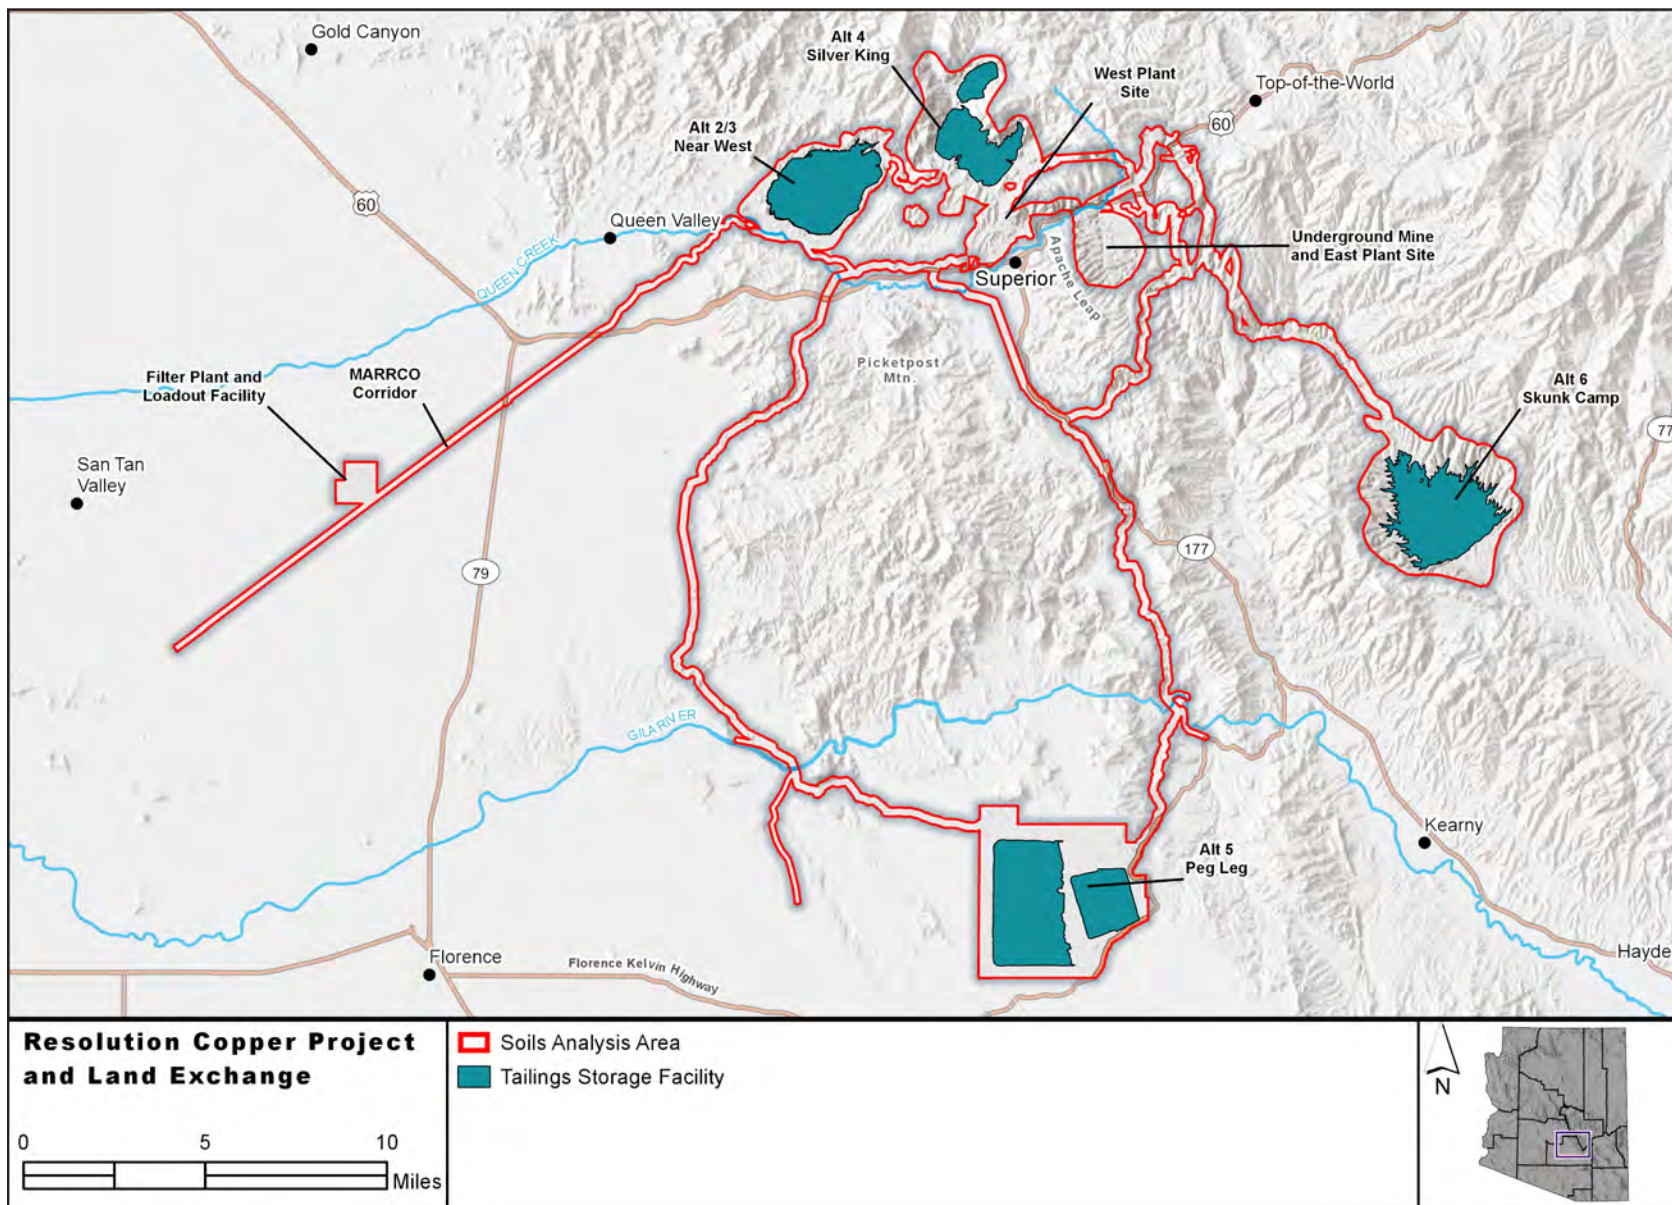 Gold Canyon
Alt 4
Silver King
West Plant
Site
Top-of-the-World
60
Alt 2/3
Near West
60
Queen Valley
QUEEN CREEK
Superior
Apache Leap
Underground Mine
and East Plant Site
Picketpost
Mtn.
Filter Plant and
Loadout Facility
MARRCO
Corridor
Alt 6
Skunk Camp
77
San Tan
Valley
79
177
GILA RIVER
Kearny
Alt 5
Peg Leg
Florence
Florence Kelvin Highway
Hayde
Resolution Copper Project
and Land Exchange
0 5 10
Miles
Soils Analysis Area
Tailings Storage Facility
N